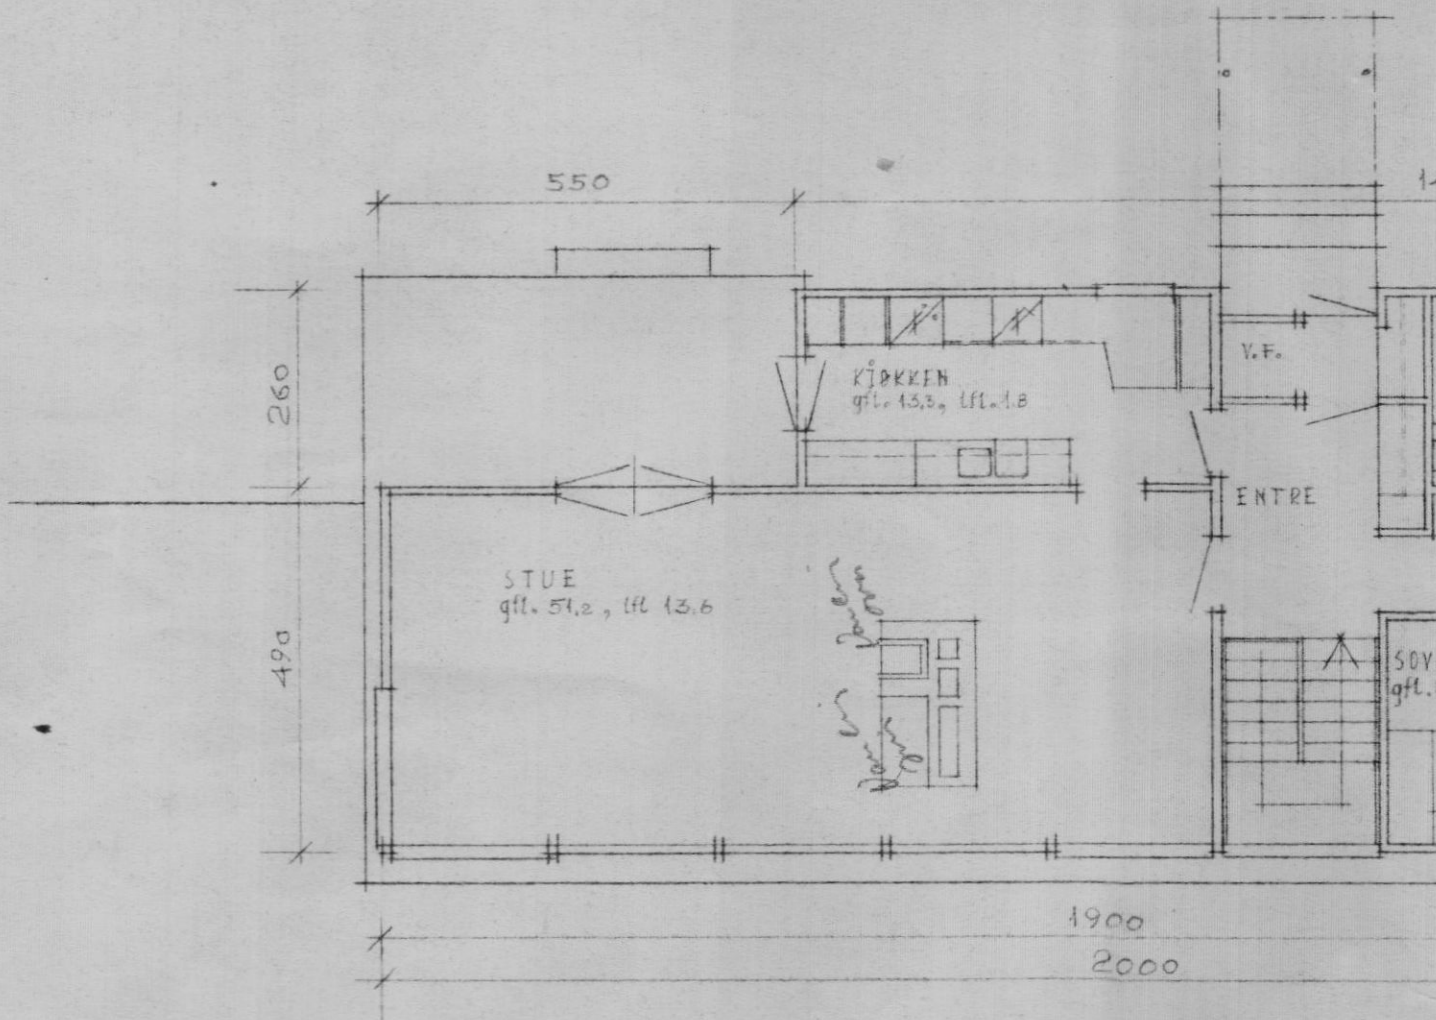 550
260
KJØKKEN
gfl. 13,3, lfl. 1.8
V.F.
ENTRE
STUE
gfl. 51,2, lfl 13.6
490
SOV
gfl.
1900
2000